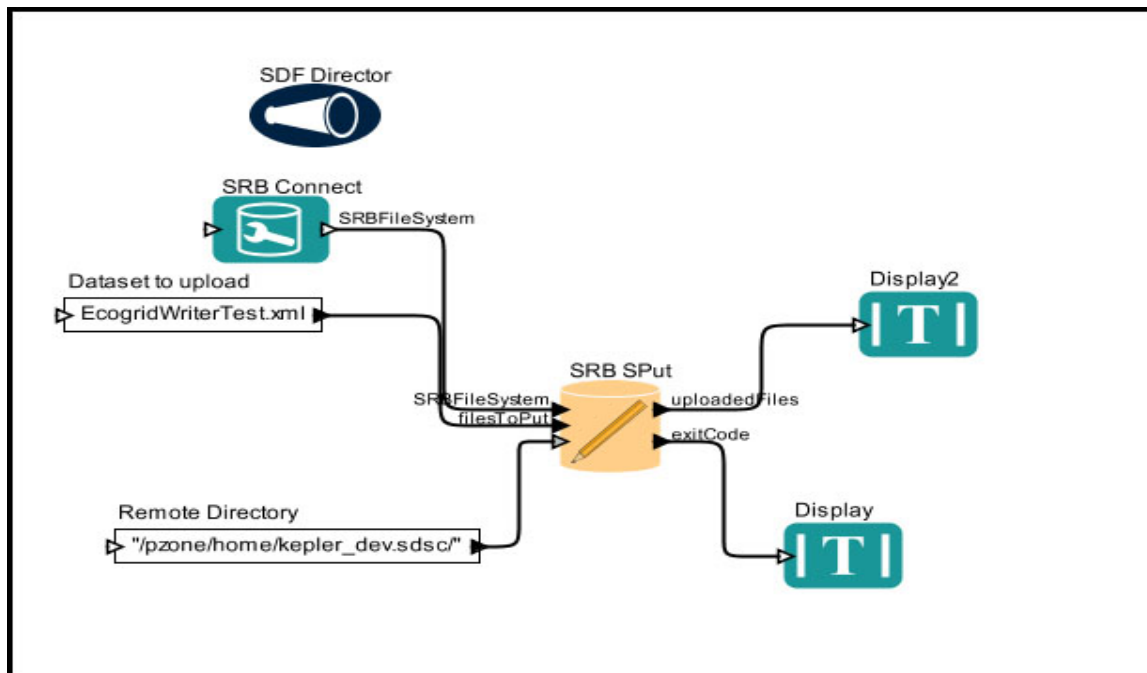 SDF Director
SRB Connect
SRBFileSystem
Dataset to upload
EcogridWriterTest.xml
Display2
T
SRB SPut
SRBFileSystem
uploadedFiles
filesToPut
exitCode
Remote Directory
"/pzone/home/kepler_dev.sdsc/"
Display
T